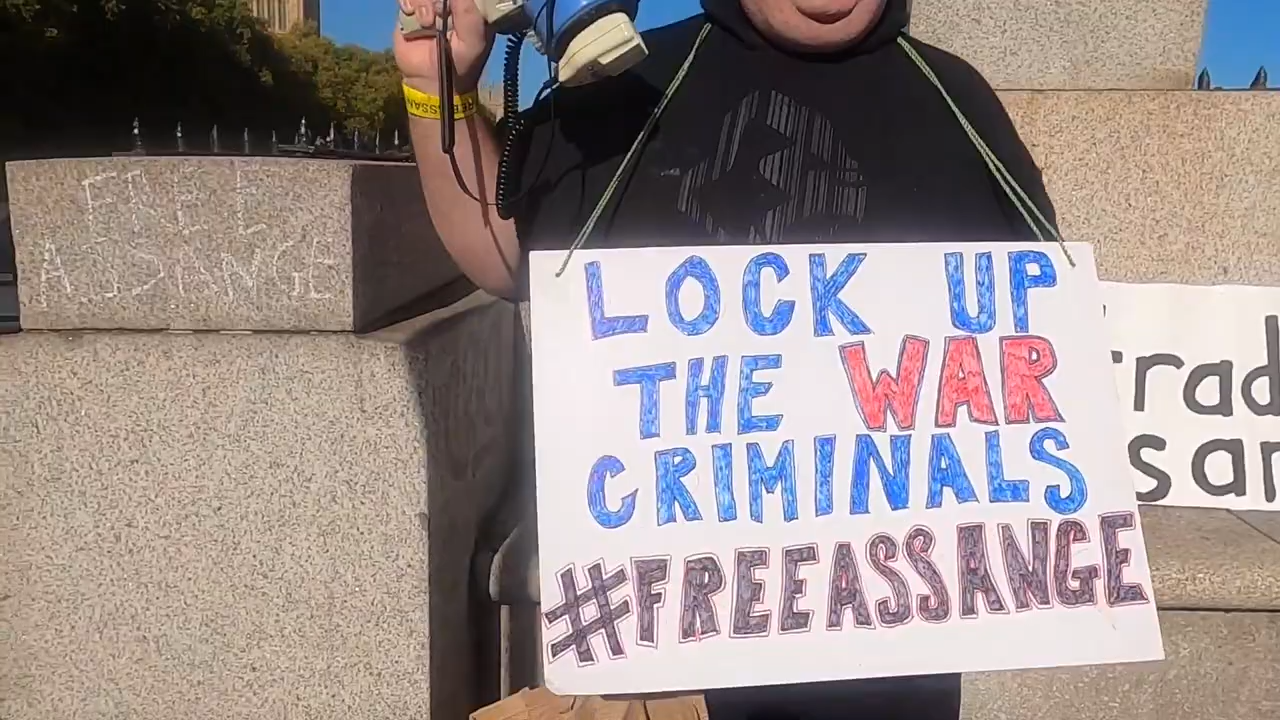 FREE
ASSANGE
LOCK UP
THE WAR
CRIMINALS
#FREEASSANGE